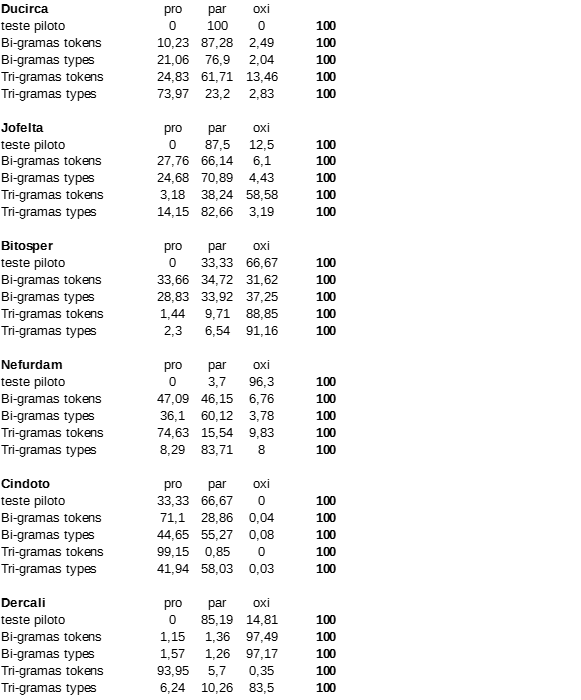 Ducirca pro par oxi
teste piloto 0 100 0 100
Bi-gramas tokens 10,23 87,28 2,49 100
Bi-gramas types 21,06 76,9 2,04 100
Tri-gramas tokens 24,83 61,71 13,46 100
Tri-gramas types 73,97 23,2 2,83 100
Jofelta pro par oxi
teste piloto 0 87,5 12,5 100
Bi-gramas tokens 27,76 66,14 6,1 100
Bi-gramas types 24,68 70,89 4,43 100
Tri-gramas tokens 3,18 38,24 58,58 100
Tri-gramas types 14,15 82,66 3,19 100
Bitosper pro par oxi
teste piloto 0 33,33 66,67 100
Bi-gramas tokens 33,66 34,72 31,62 100
Bi-gramas types 28,83 33,92 37,25 100
Tri-gramas tokens 1,44 9,71 88,85 100
Tri-gramas types 2,3 6,54 91,16 100
Nefurdam pro par oxi
teste piloto 0 3,7 96,3 100
Bi-gramas tokens 47,09 46,15 6,76 100
Bi-gramas types 36,1 60,12 3,78 100
Tri-gramas tokens 74,63 15,54 9,83 100
Tri-gramas types 8,29 83,71 8 100
Cindoto pro par oxi
teste piloto 33,33 66,67 0 100
Bi-gramas tokens 71,1 28,86 0,04 100
Bi-gramas types 44,65 55,27 0,08 100
Tri-gramas tokens 99,15 0,85 0 100
Tri-gramas types 41,94 58,03 0,03 100
Dercali pro par oxi
teste piloto 0 85,19 14,81 100
Bi-gramas tokens 1,15 1,36 97,49 100
Bi-gramas types 1,57 1,26 97,17 100
Tri-gramas tokens 93,95 5,7 0,35 100
Tri-gramas types 6,24 10,26 83,5 100